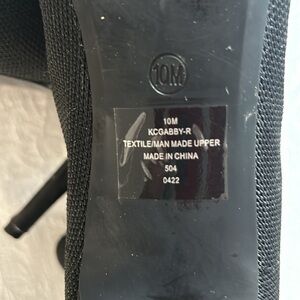 10M
10M
KCGABBY-R
TEXTILE/MAN MADE UPPER
MADE IN CHINA
504
0422